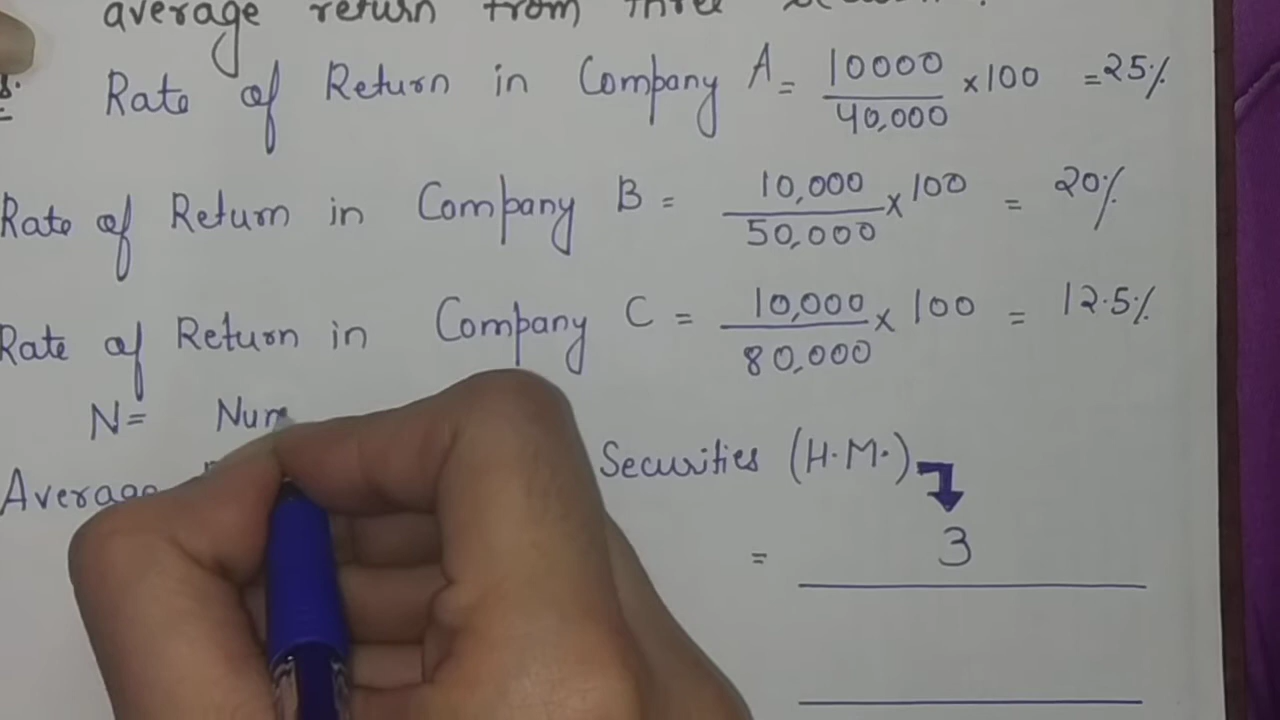 average return from three
Rate of Return in Company A = 10000 / 40,000 × 100 = 25%
Rate of Return in Company B = 10,000 / 50,000 × 100 = 20%
Rate of Return in Company C = 10,000 / 80,000 × 100 = 12.5%
N = Num
Average Securities (H.M.)
= 3